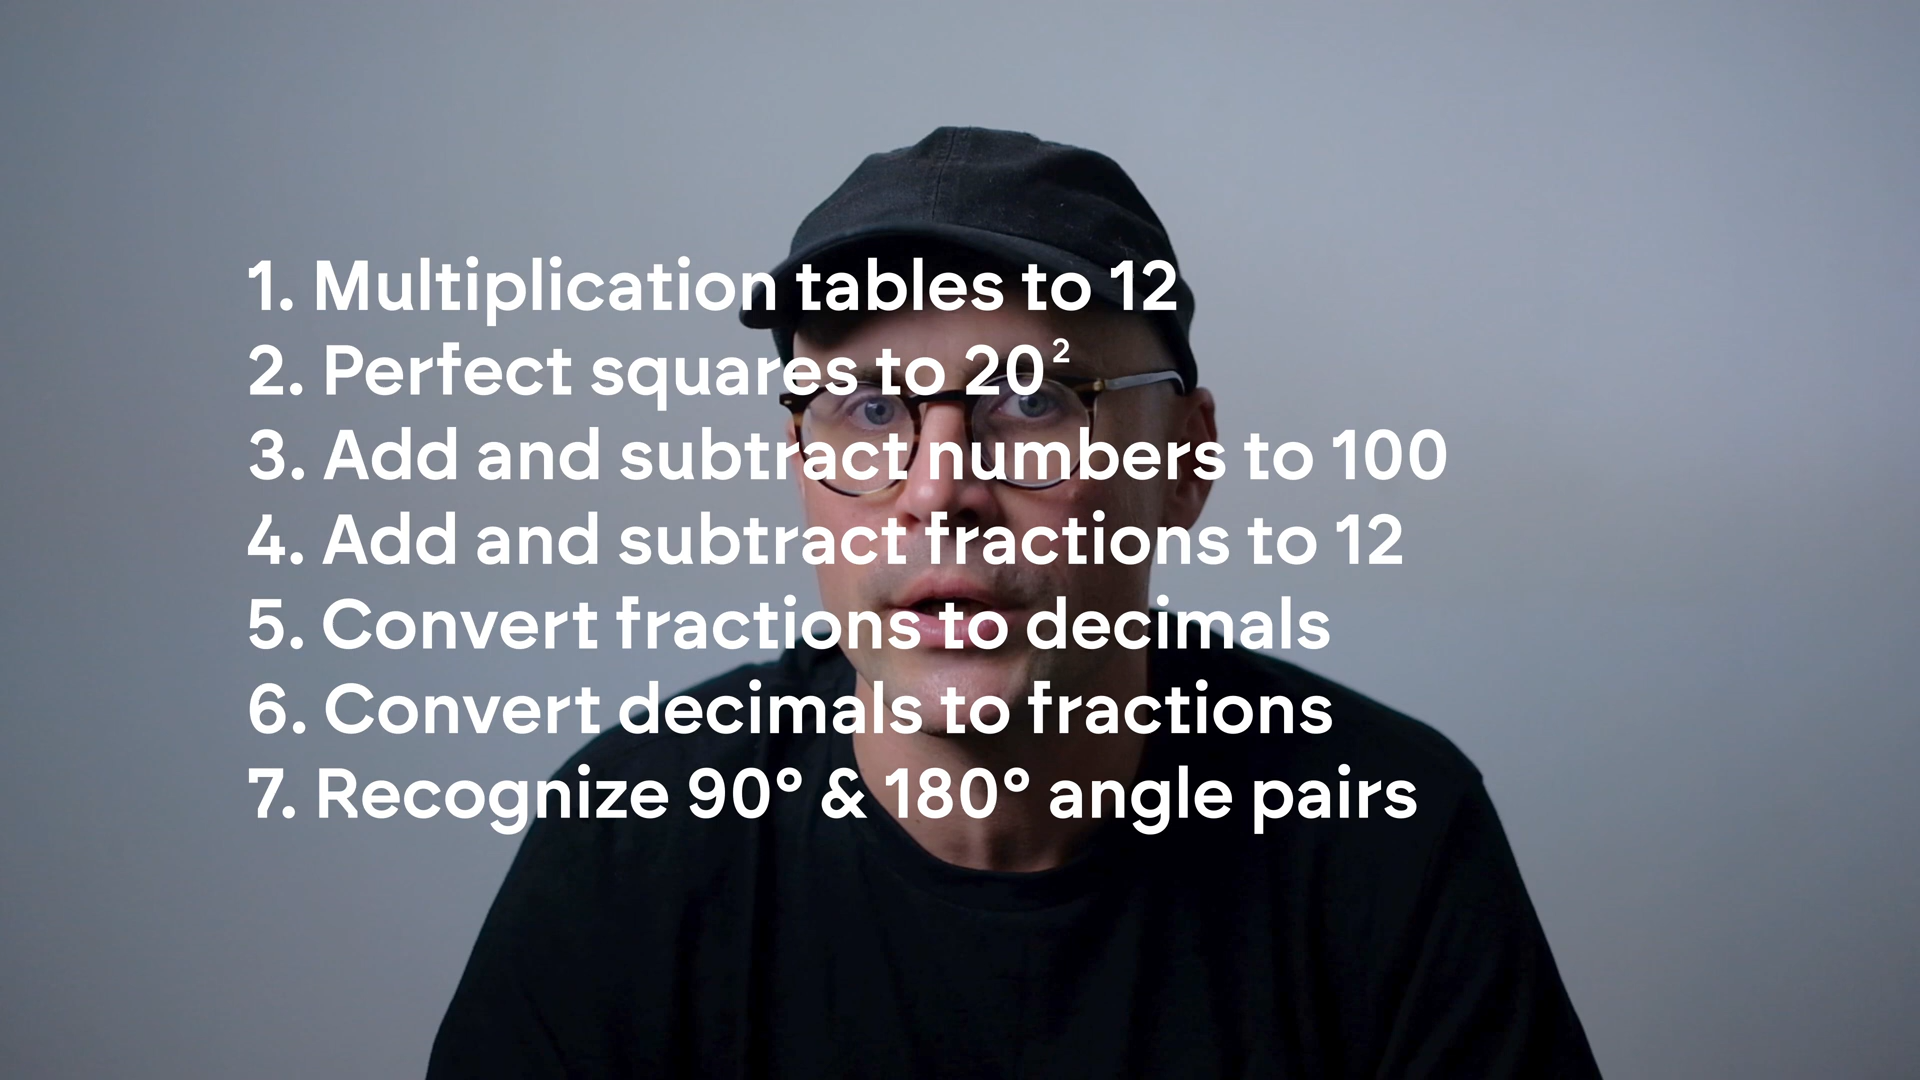 1. Multiplication tables to 12
2. Perfect squares to 20²
3. Add and subtract numbers to 100
4. Add and subtract fractions to 12
5. Convert fractions to decimals
6. Convert decimals to fractions
7. Recognize 90° & 180° angle pairs